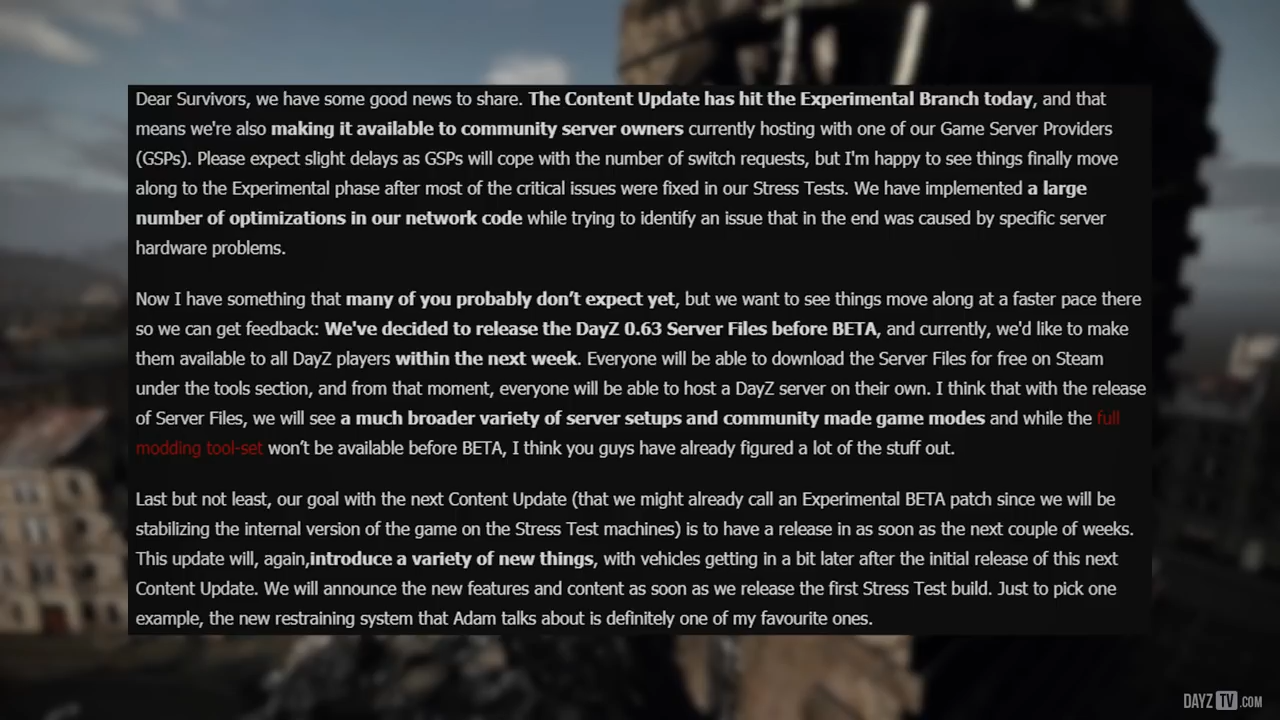 Dear Survivors, we have some good news to share. The Content Update has hit the Experimental Branch today, and that
means we're also making it available to community server owners currently hosting with one of our Game Server Providers
(GSPs). Please expect slight delays as GSPs will cope with the number of switch requests, but I'm happy to see things finally move
along to the Experimental phase after most of the critical issues were fixed in our Stress Tests. We have implemented a large
number of optimizations in our network code while trying to identify an issue that in the end was caused by specific server
hardware problems.
Now I have something that many of you probably don’t expect yet, but we want to see things move along at a faster pace there
so we can get feedback: We've decided to release the DayZ 0.63 Server Files before BETA, and currently, we'd like to make
them available to all DayZ players within the next week. Everyone will be able to download the Server Files for free on Steam
under the tools section, and from that moment, everyone will be able to host a DayZ server on their own. I think that with the release
of Server Files, we will see a much broader variety of server setups and community made game modes and while the full
modding tool-set won’t be available before BETA, I think you guys have already figured a lot of the stuff out.
Last but not least, our goal with the next Content Update (that we might already call an Experimental BETA patch since we will be
stabilizing the internal version of the game on the Stress Test machines) is to have a release in as soon as the next couple of weeks.
This update will, again,introduce a variety of new things, with vehicles getting in a bit later after the initial release of this next
Content Update. We will announce the new features and content as soon as we release the first Stress Test build. Just to pick one
example, the new restraining system that Adam talks about is definitely one of my favourite ones.
DAYZ TV .COM